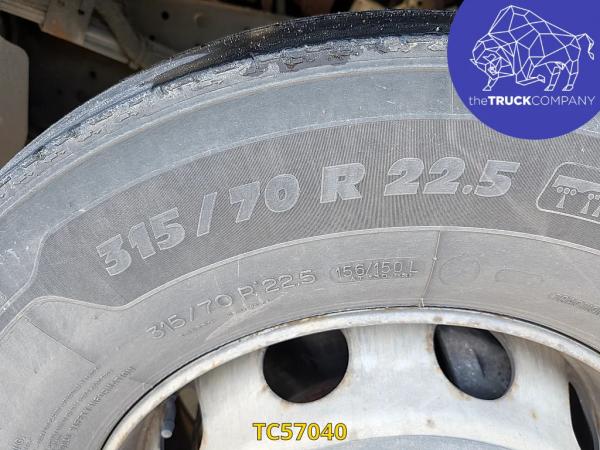 theTRUCKCOMPANY
315/70 R 22.5
315/70 R 22.5 156/150 L
TC57040